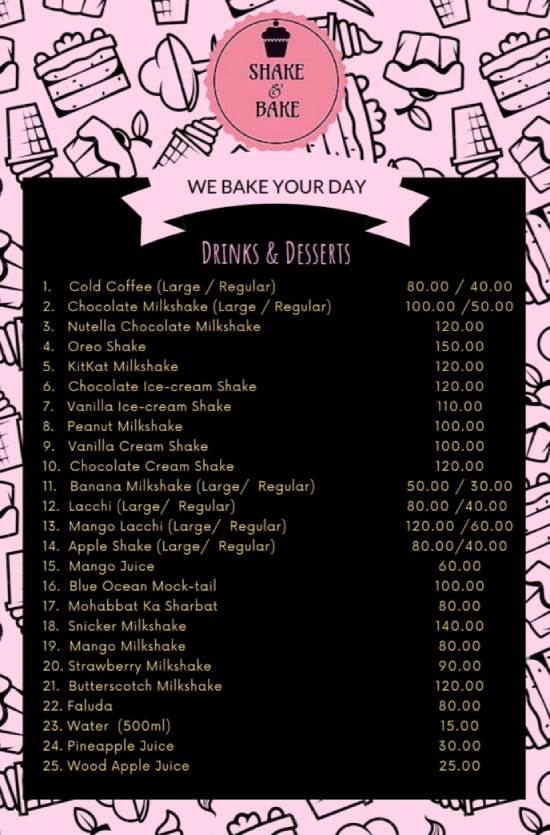 SHAKE
&
BAKE
WE BAKE YOUR DAY
DRINKS & DESSERTS
1. Cold Coffee (Large / Regular) 80.00 / 40.00
2. Chocolate Milkshake (Large / Regular) 100.00 /50.00
3. Nutella Chocolate Milkshake 120.00
4. Oreo Shake 150.00
5. KitKat Milkshake 120.00
6. Chocolate Ice-cream Shake 120.00
7. Vanilla Ice-cream Shake 110.00
8. Peanut Milkshake 100.00
9. Vanilla Cream Shake 100.00
10. Chocolate Cream Shake 120.00
11. Banana Milkshake (Large/ Regular) 50.00 / 30.00
12. Lacchi (Large/ Regular) 80.00 /40.00
13. Mango Lacchi (Large/ Regular) 120.00 /60.00
14. Apple Shake (Large/ Regular) 80.00/40.00
15. Mango Juice 60.00
16. Blue Ocean Mock-tail 100.00
17. Mohabbat Ka Sharbat 80.00
18. Snicker Milkshake 140.00
19. Mango Milkshake 80.00
20. Strawberry Milkshake 90.00
21. Butterscotch Milkshake 120.00
22. Faluda 80.00
23. Water (500ml) 15.00
24. Pineapple Juice 30.00
25. Wood Apple Juice 25.00